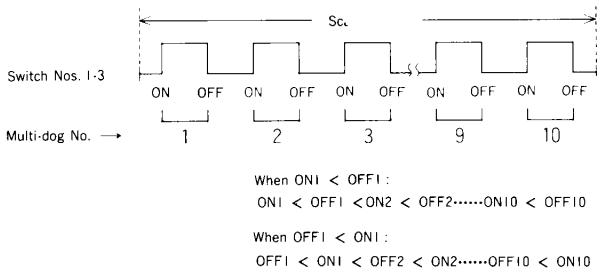 Switch Nos. 1-3
ON OFF ON OFF ON OFF ON OFF ON OFF
Multi-dog No. → 1 2 3 9 10
When ON1 < OFF1 :
ON1 < OFF1 < ON2 < OFF2······ON10 < OFF10
When OFF1 < ON1 :
OFF1 < ON1 < OFF2 < ON2······OFF10 < ON10